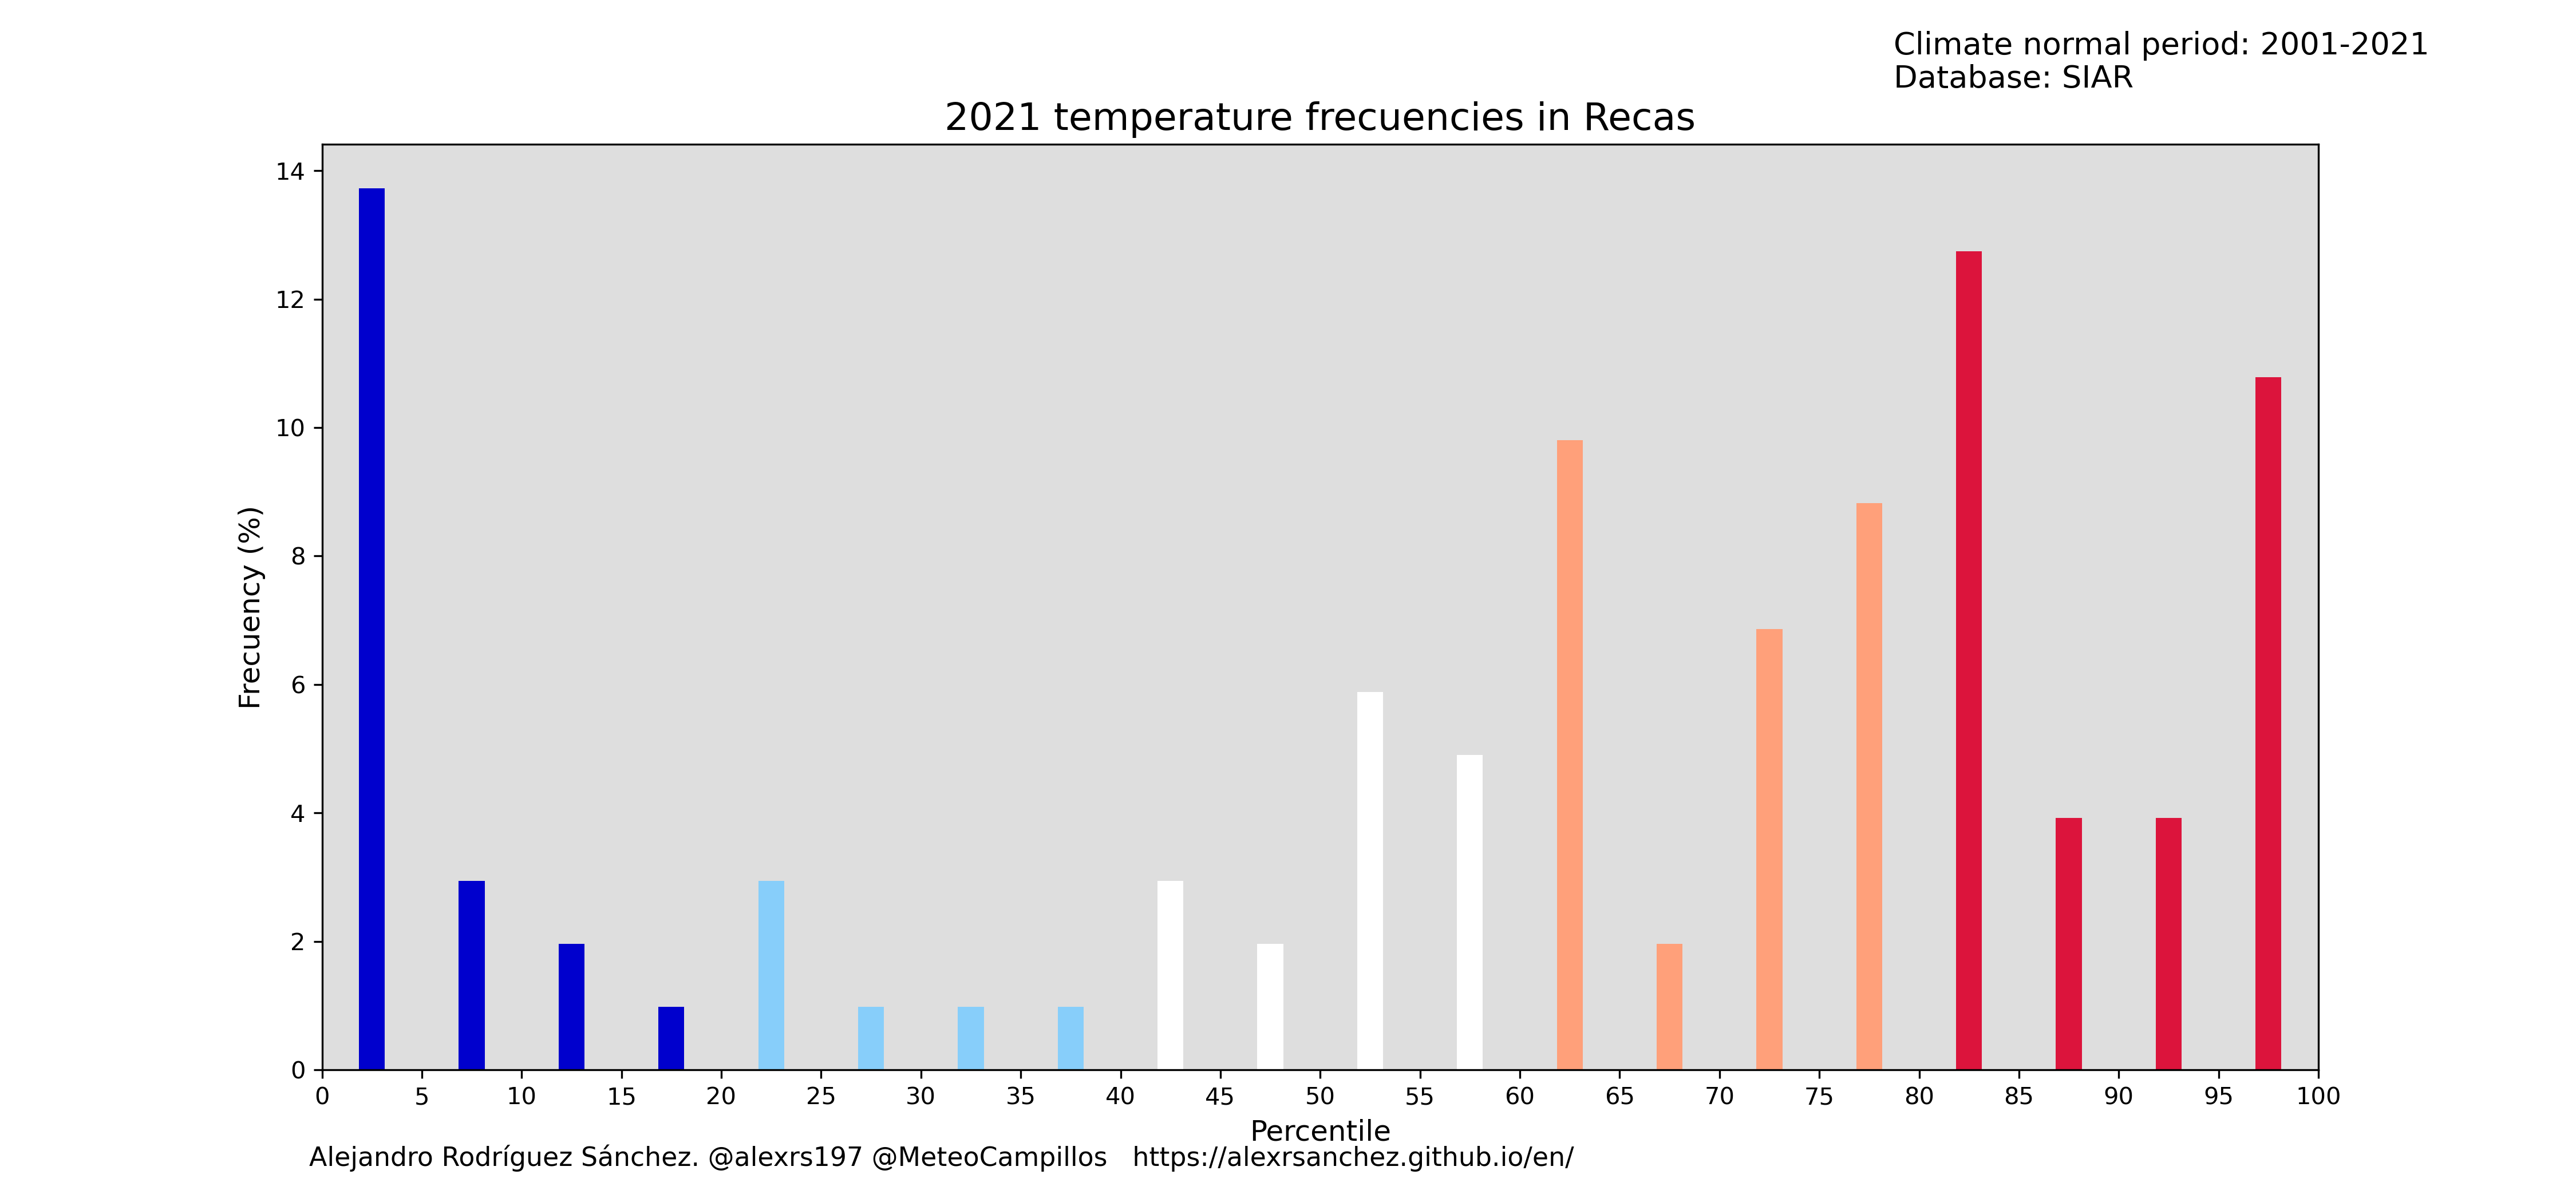 Climate normal period: 2001-2021
Database: SIAR
2021 temperature frecuencies in Recas
14
12
10
8
6
4
2
0
Frecuency (%)
0 5 10 15 20 25 30 35 40 45 50 55 60 65 70 75 80 85 90 95 100
Percentile
Alejandro Rodríguez Sánchez. @alexrs197 @MeteoCampillos https://alexrsanchez.github.io/en/